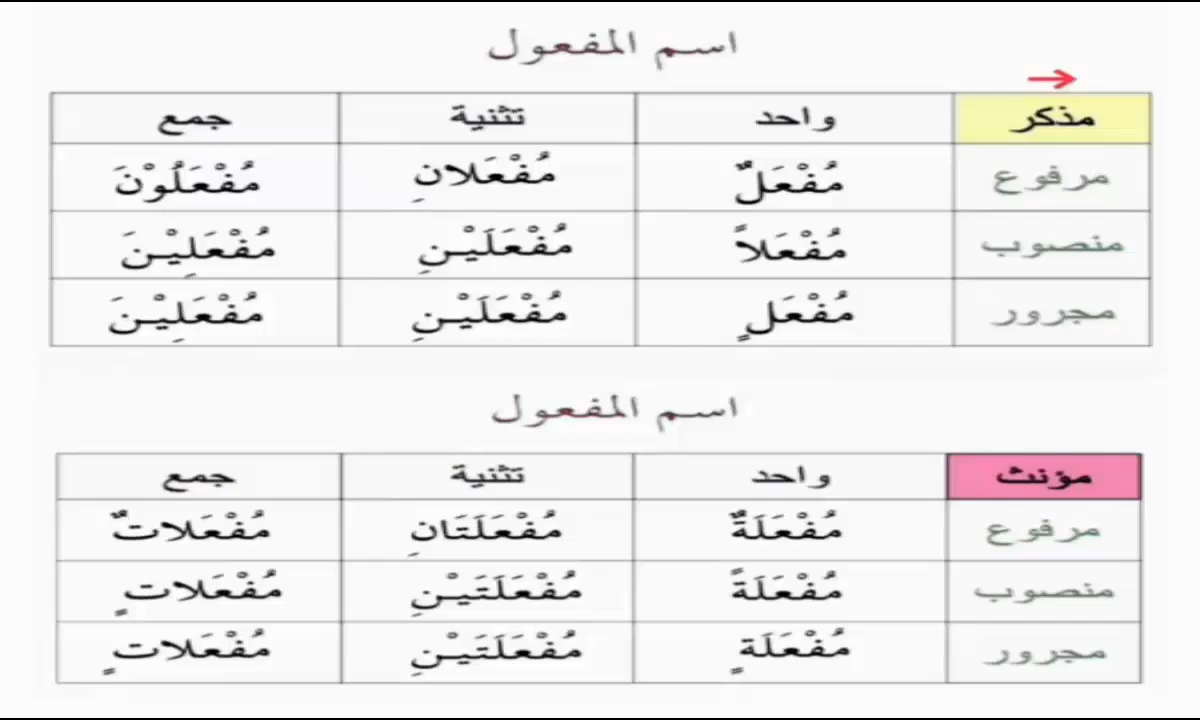 اسم المفعول
مذكر واحد تثنية جمع
مرفوع مُفْعَلٌ مُفْعَلانِ مُفْعَلُوْنَ
منصوب مُفْعَلاً مُفْعَلَيْنِ مُفْعَلِيْنَ
مجرور مُفْعَلٍ مُفْعَلَيْنِ مُفْعَلِيْنَ
اسم المفعول
مؤنث واحد تثنية جمع
مرفوع مُفْعَلَةٌ مُفْعَلَتَانِ مُفْعَلاتٌ
منصوب مُفْعَلَةً مُفْعَلَتَيْنِ مُفْعَلاتٍ
مجرور مُفْعَلَةٍ مُفْعَلَتَيْنِ مُفْعَلاتٍ